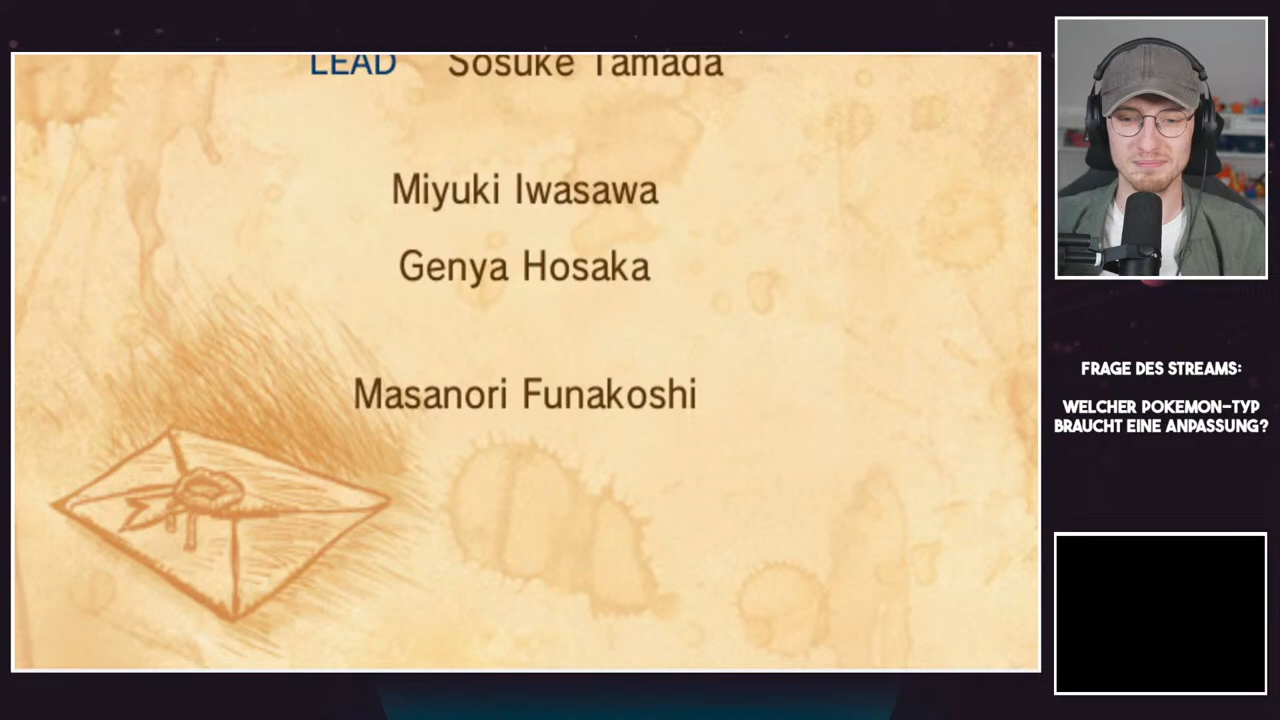 LEAD Sosuke Tamada
Miyuki Iwasawa
Genya Hosaka
Masanori Funakoshi
FRAGE DES STREAMS:
WELCHER POKEMON-TYP
BRAUCHT EINE ANPASSUNG?